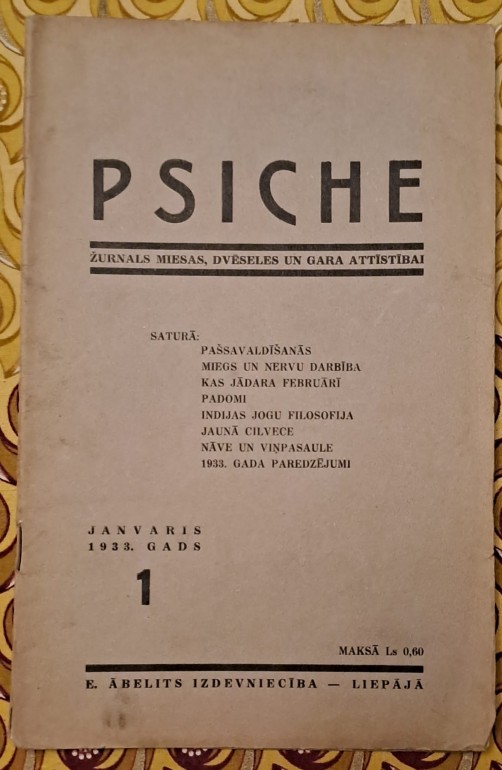 PSICHE
ŽURNALS MIESAS, DVĒSELES UN GARA ATTĪSTĪBAI
SATURĀ:
PAŠSAVALDĪŠANĀS
MIEGS UN NERVU DARBĪBA
KAS JĀDARA FEBRUĀRĪ
PADOMI
INDIJAS JOGU FILOSOFIJA
JAUNĀ CILVECE
NĀVE UN VIŅPASAULE
1933. GADA PAREDZĒJUMI
JANVARIS
1933. GADS
1
MAKSĀ Ls 0,60
E. ĀBELITS IZDEVNIECĪBA — LIEPĀJĀ